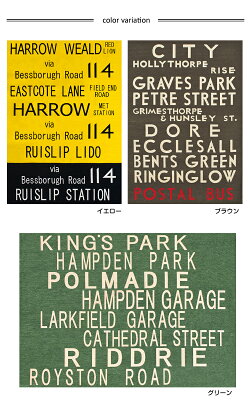 color variation
HARROW WEALD RED LION
via
Bessborough Road 114
EASTCOTE LANE FIELD END ROAD
HARROW MET STATION
via
Bessborough Road 114
RUISLIP LIDO
via
Bessborough Road 114
RUISLIP STATION
イエロー
CITY
HOLLYTHORPE RISE
GRAVES PARK
PETRE STREET
GRIMESTHORPE
& HUNSLEY ST.
DORE
ECCLESALL
BENTS GREEN
RINGINGLOW
POSTAL BUS
ブラウン
KING'S PARK
HAMPDEN PARK
POLMADIE
HAMPDEN GARAGE
LARKFIELD GARAGE
CATHEDRAL STREET
RIDDRIE
ROYSTON ROAD
グリーン